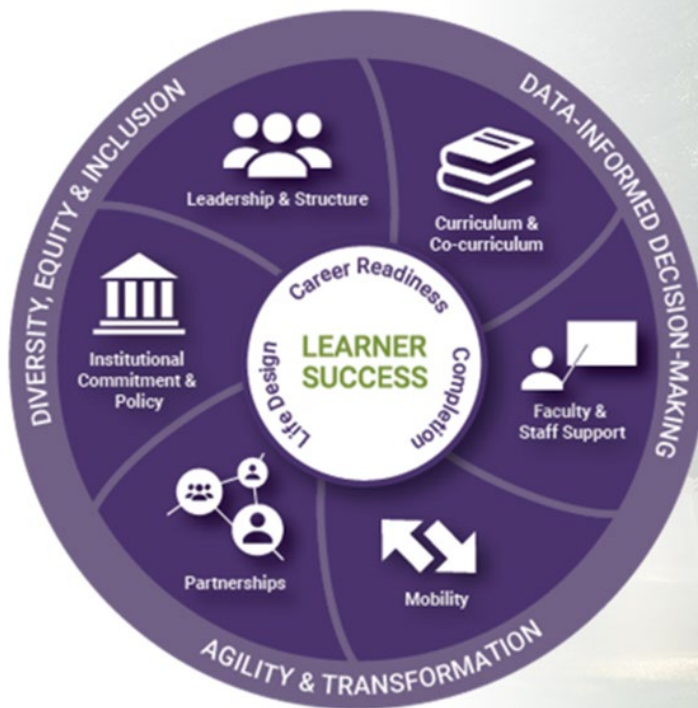 DIVERSITY, EQUITY & INCLUSION
DATA-INFORMED DECISION-MAKING
AGILITY & TRANSFORMATION
Leadership & Structure
Curriculum &
Co-curriculum
Institutional
Commitment &
Policy
Career Readiness
LEARNER
SUCCESS
Life Design
Completion
Faculty &
Staff Support
Partnerships
Mobility